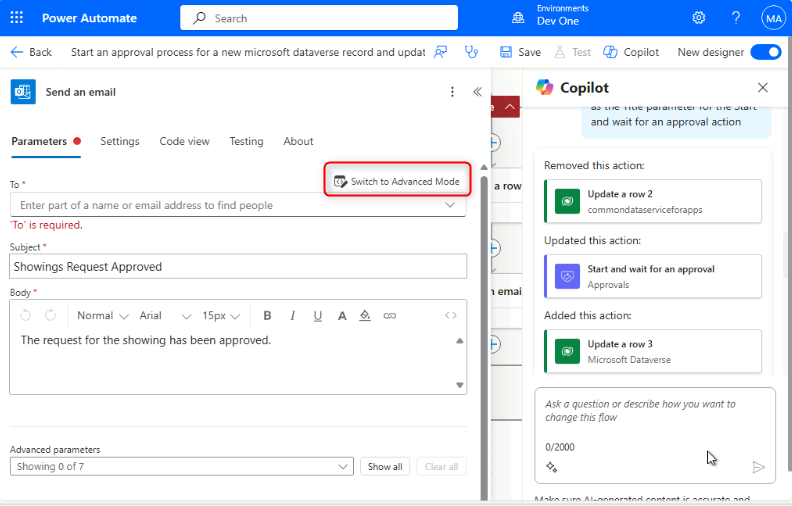 Power Automate
Search
Environments
Dev One
MA
Back
Start an approval process for a new microsoft dataverse record and updat
Save
Test
Copilot
New designer
Send an email
Parameters
Settings
Code view
Testing
About
Switch to Advanced Mode
To *
Enter part of a name or email address to find people
'To' is required.
Subject *
Showings Request Approved
Body *
Normal
Arial
15px
B
I
U
A
The request for the showing has been approved.
Advanced parameters
Showing 0 of 7
Show all
Clear all
e
a row
n email
Copilot
as the Title parameter for the Start
and wait for an approval action
Removed this action:
Update a row 2
commondataserviceforapps
Updated this action:
Start and wait for an approval
Approvals
Added this action:
Update a row 3
Microsoft Dataverse
Ask a question or describe how you want to
change this flow
0/2000
Make sure AI-generated content is accurate and